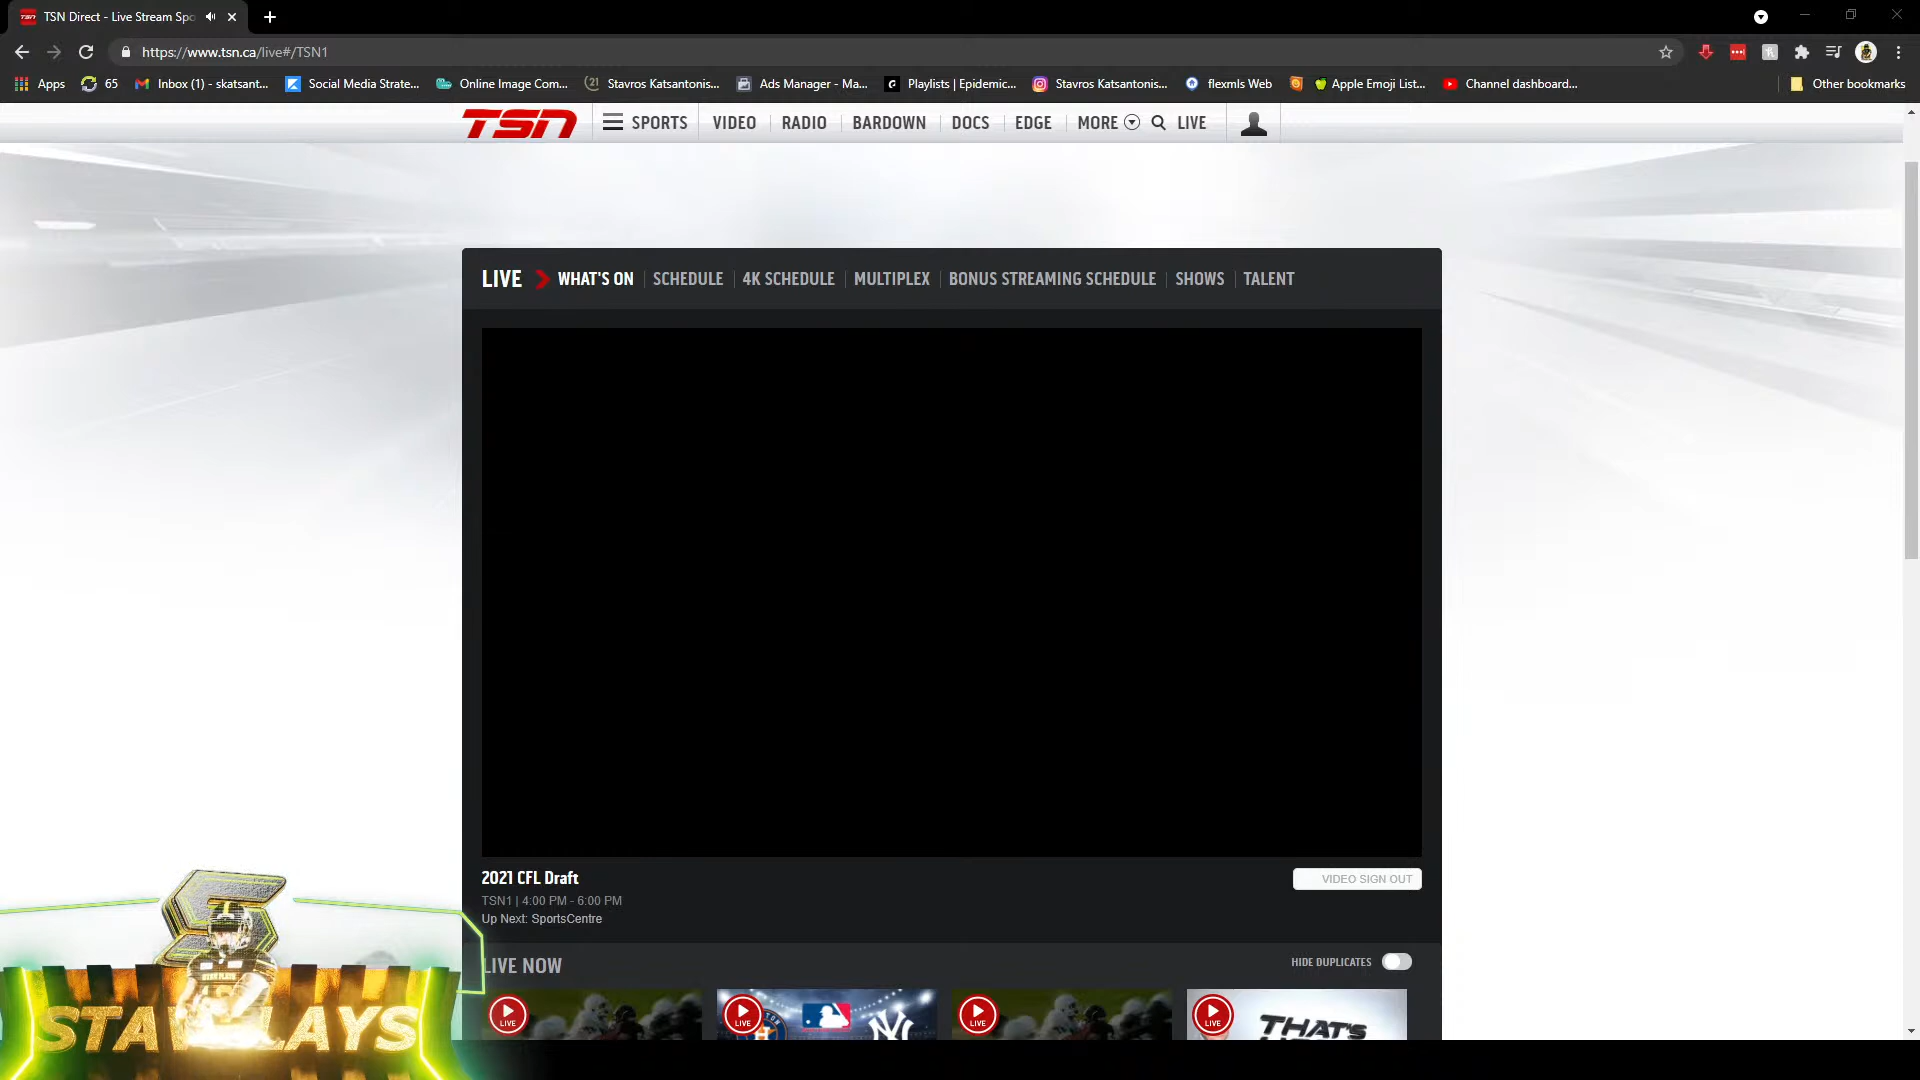 TSN Direct - Live Stream Spo
https://www.tsn.ca/live#/TSN1
Apps 65 Inbox (1) - skatsant... Social Media Strate... Online Image Com... Stavros Katsantonis... Ads Manager - Ma... Playlists | Epidemic... Stavros Katsantonis... flexmls Web Apple Emoji List... Channel dashboard... Other bookmarks
TSN SPORTS VIDEO RADIO BARDOWN DOCS EDGE MORE LIVE
LIVE WHAT'S ON SCHEDULE 4K SCHEDULE MULTIPLEX BONUS STREAMING SCHEDULE SHOWS TALENT
2021 CFL Draft
VIDEO SIGN OUT
TSN1 | 4:00 PM - 6:00 PM
Up Next: SportsCentre
LIVE NOW
HIDE DUPLICATES
LIVE LIVE LIVE LIVE
THAT'S